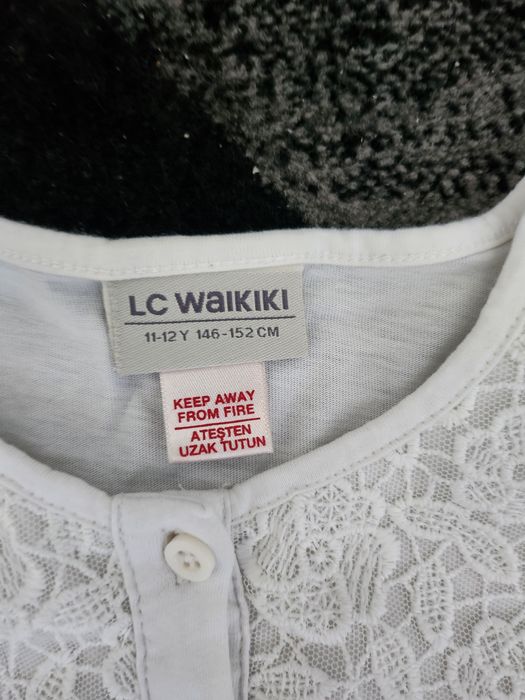 LC WAIKIKI
11-12 Y 146-152 CM
KEEP AWAY
FROM FIRE
ATEŞTEN
UZAK TUTUN